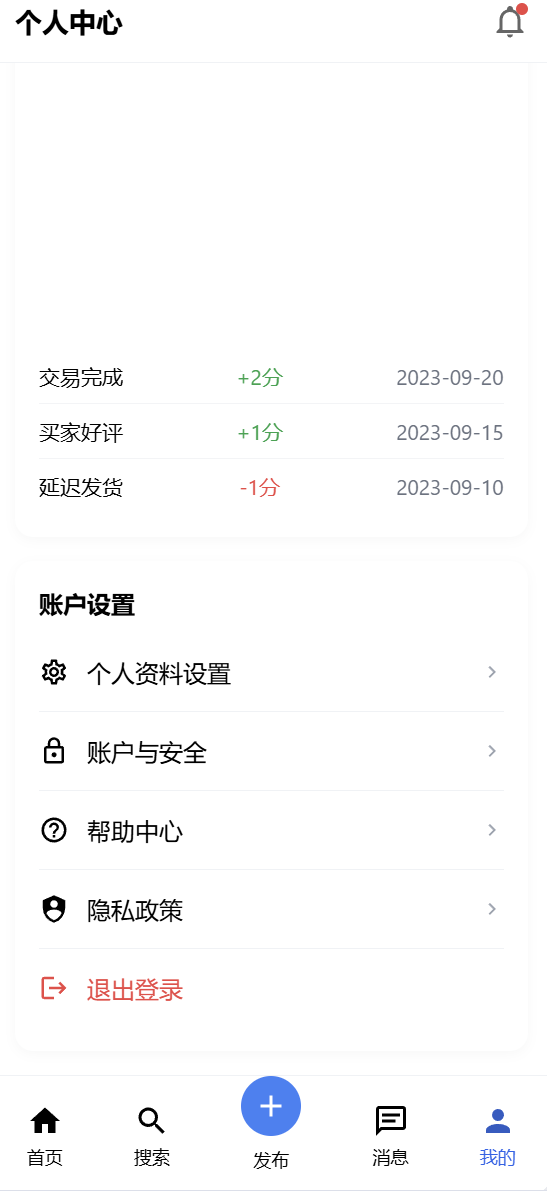 个人中心
交易完成 +2分 2023-09-20
买家好评 +1分 2023-09-15
延迟发货 -1分 2023-09-10
账户设置
个人资料设置
账户与安全
帮助中心
隐私政策
退出登录
首页 搜索 发布 消息 我的